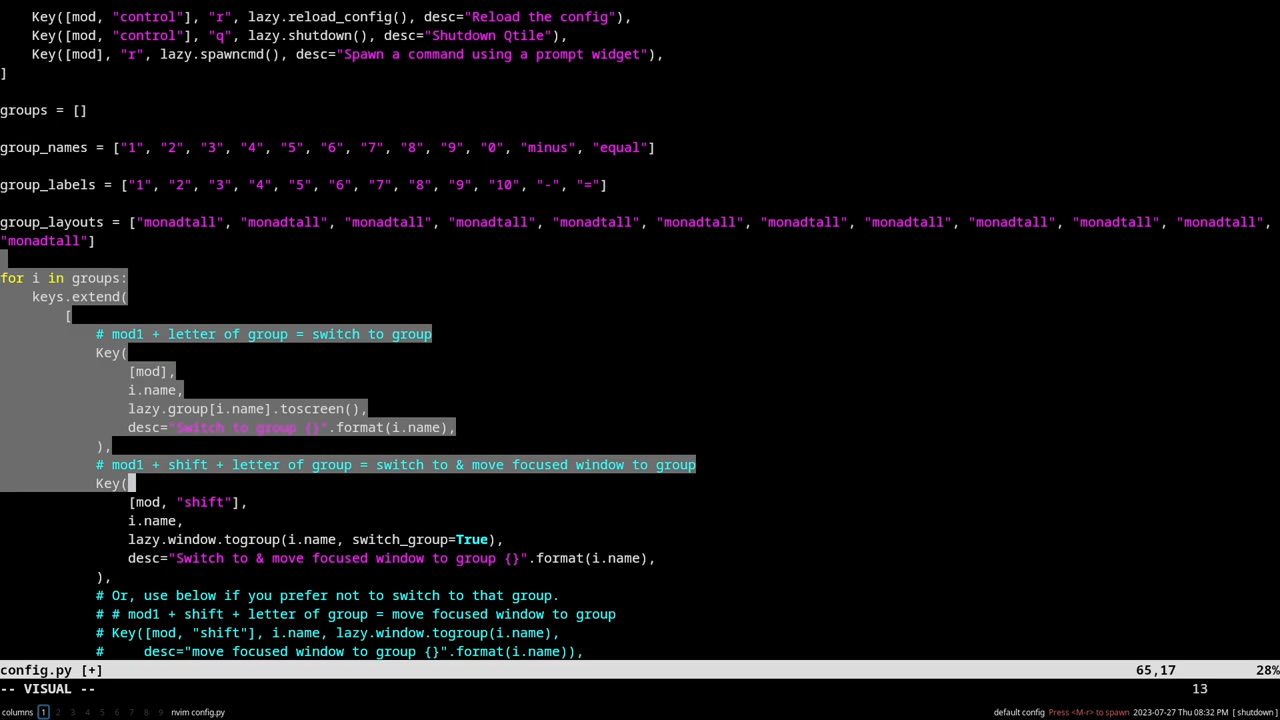 Key([mod, "control"], "r", lazy.reload_config(), desc="Reload the config"),
    Key([mod, "control"], "q", lazy.shutdown(), desc="Shutdown Qtile"),
    Key([mod], "r", lazy.spawncmd(), desc="Spawn a command using a prompt widget"),
]
groups = []
group_names = ["1", "2", "3", "4", "5", "6", "7", "8", "9", "0", "minus", "equal"]
group_labels = ["1", "2", "3", "4", "5", "6", "7", "8", "9", "10", "-", "="]
group_layouts = ["monadtall", "monadtall", "monadtall", "monadtall", "monadtall", "monadtall", "monadtall", "monadtall", "monadtall", "monadtall", "monadtall",
"monadtall"]
for i in groups:
    keys.extend(
        [
            # mod1 + letter of group = switch to group
            Key(
                [mod],
                i.name,
                lazy.group[i.name].toscreen(),
                desc="Switch to group {}".format(i.name),
            ),
            # mod1 + shift + letter of group = switch to & move focused window to group
            Key(
                [mod, "shift"],
                i.name,
                lazy.window.togroup(i.name, switch_group=True),
                desc="Switch to & move focused window to group {}".format(i.name),
            ),
            # Or, use below if you prefer not to switch to that group.
            # # mod1 + shift + letter of group = move focused window to group
            # Key([mod, "shift"], i.name, lazy.window.togroup(i.name),
            #     desc="move focused window to group {}".format(i.name)),
config.py [+] 65,17 28%
-- VISUAL -- 13
columns 1 2 3 4 5 6 7 8 9 nvim config.py default config Press <M-r> to spawn 2023-07-27 Thu 08:32 PM [ shutdown ]